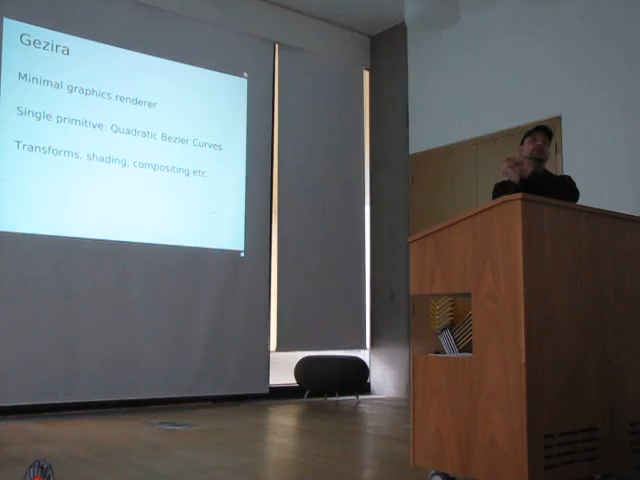 Gezira
Minimal graphics renderer
Single primitive: Quadratic Bezier Curves
Transforms, shading, compositing etc.